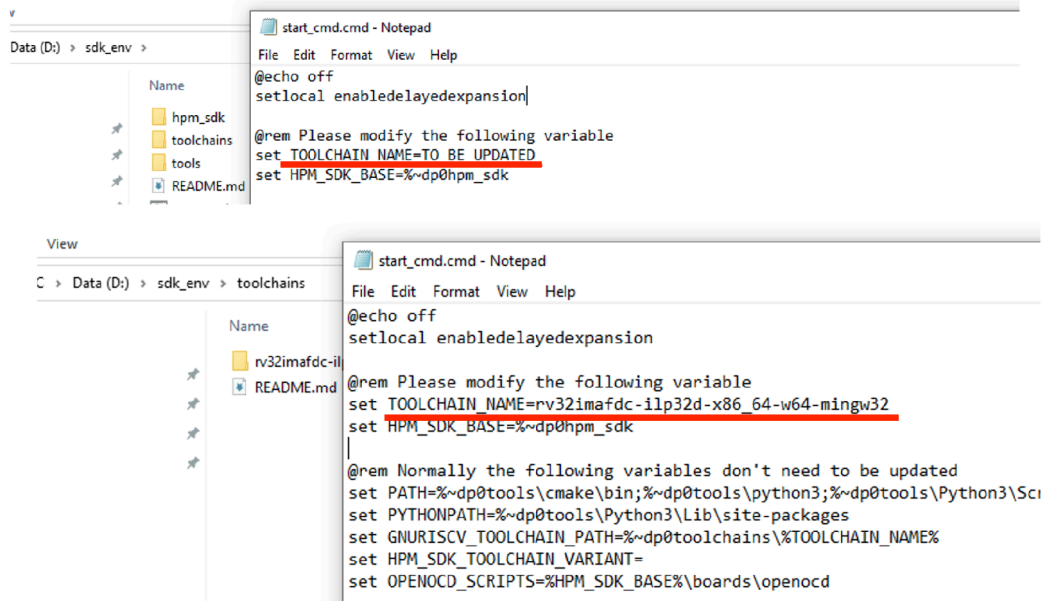 start_cmd.cmd - Notepad
Data (D:) > sdk_env >
File Edit Format View Help
Name
hpm_sdk
toolchains
tools
README.md
@echo off
setlocal enabledelayedexpansion
@rem Please modify the following variable
set TOOLCHAIN_NAME=TO_BE_UPDATED
set HPM_SDK_BASE=%~dp0hpm_sdk
View
start_cmd.cmd - Notepad
C > Data (D:) > sdk_env > toolchains
File Edit Format View Help
Name
rv32imafdc-il
README.md
@echo off
setlocal enabledelayedexpansion
@rem Please modify the following variable
set TOOLCHAIN_NAME=rv32imafdc-ilp32d-x86_64-w64-mingw32
set HPM_SDK_BASE=%~dp0hpm_sdk
@rem Normally the following variables don't need to be updated
set PATH=%~dp0tools\cmake\bin;%~dp0tools\python3;%~dp0tools\Python3\Scr
set PYTHONPATH=%~dp0tools\Python3\Lib\site-packages
set GNURISCV_TOOLCHAIN_PATH=%~dp0toolchains\%TOOLCHAIN_NAME%
set HPM_SDK_TOOLCHAIN_VARIANT=
set OPENOCD_SCRIPTS=%HPM_SDK_BASE%\boards\openocd